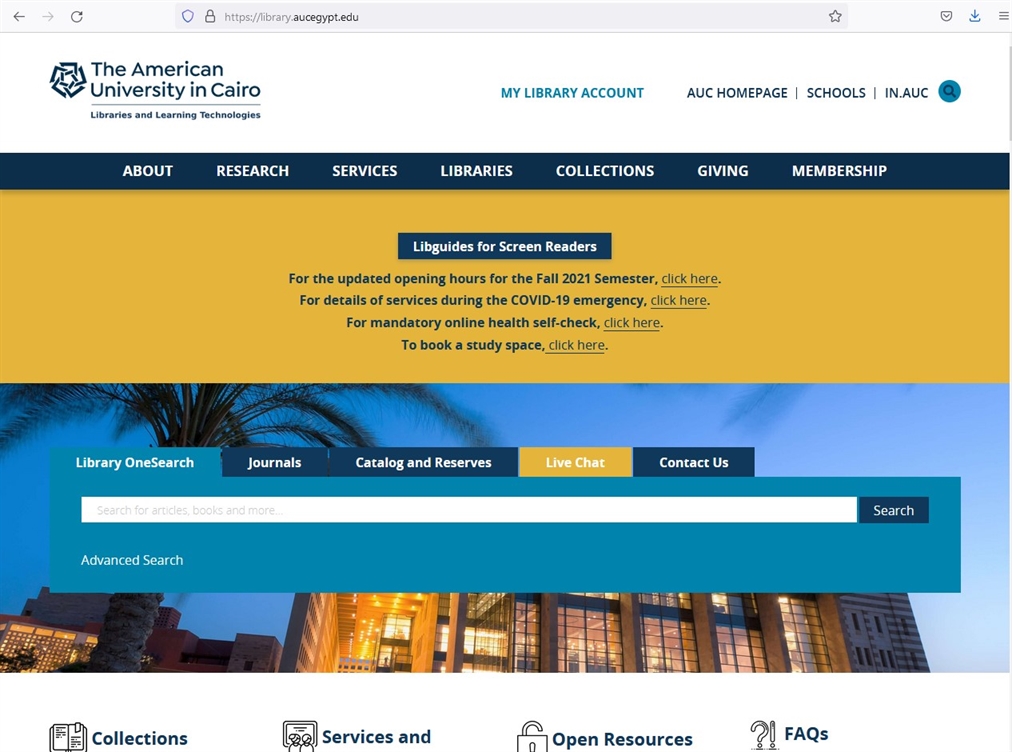 https://library.aucegypt.edu
The American
University in Cairo
Libraries and Learning Technologies
MY LIBRARY ACCOUNT
AUC HOMEPAGE | SCHOOLS | IN.AUC
ABOUT RESEARCH SERVICES LIBRARIES COLLECTIONS GIVING MEMBERSHIP
Libguides for Screen Readers
For the updated opening hours for the Fall 2021 Semester, click here.
For details of services during the COVID-19 emergency, click here.
For mandatory online health self-check, click here.
To book a study space, click here.
Library OneSearch Journals Catalog and Reserves Live Chat Contact Us
Search for articles, books and more... Search
Advanced Search
Collections Services and Open Resources FAQs